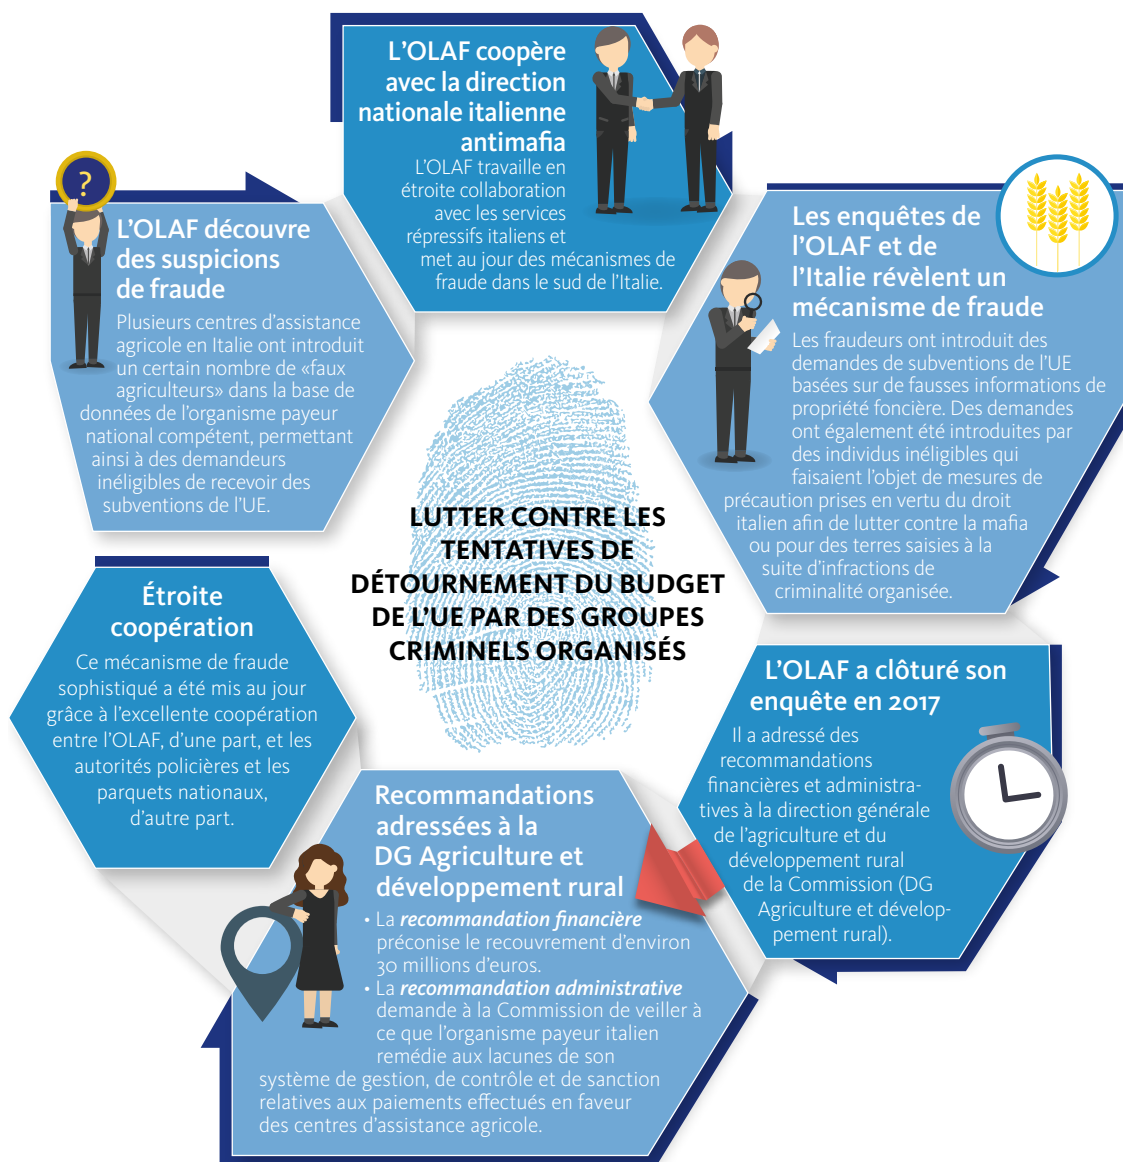 L’OLAF coopère
avec la direction
nationale italienne
antimafia
L’OLAF travaille en
étroite collaboration
avec les services
répressifs italiens et
met au jour des mécanismes de
fraude dans le sud de l’Italie.
?
L’OLAF découvre
des suspicions
de fraude
Plusieurs centres d’assistance
agricole en Italie ont introduit
un certain nombre de «faux
agriculteurs» dans la base de
données de l’organisme payeur
national compétent, permettant
ainsi à des demandeurs
inéligibles de recevoir des
subventions de l’UE.
Les enquêtes de
l’OLAF et de
l’Italie révèlent un
mécanisme de fraude
Les fraudeurs ont introduit des
demandes de subventions de l’UE
basées sur de fausses informations de
propriété foncière. Des demandes
ont également été introduites par
des individus inéligibles qui
faisaient l’objet de mesures de
précaution prises en vertu du droit
italien afin de lutter contre la mafia
ou pour des terres saisies à la
suite d’infractions de
criminalité organisée.
LUTTER CONTRE LES
TENTATIVES DE
DÉTOURNEMENT DU BUDGET
DE L’UE PAR DES GROUPES
CRIMINELS ORGANISÉS
Étroite
coopération
Ce mécanisme de fraude
sophistiqué a été mis au jour
grâce à l’excellente coopération
entre l’OLAF, d’une part, et les
autorités policières et les
parquets nationaux,
d’autre part.
L’OLAF a clôturé son
enquête en 2017
Il a adressé des
recommandations
financières et administra-
tives à la direction générale
de l’agriculture et du
développement rural
de la Commission (DG
Agriculture et dévelop-
pement rural).
Recommandations
adressées à la
DG Agriculture et
développement rural
• La recommandation financière
préconise le recouvrement d’environ
30 millions d’euros.
• La recommandation administrative
demande à la Commission de veiller à
ce que l’organisme payeur italien
remédie aux lacunes de son
système de gestion, de contrôle et de sanction
relatives aux paiements effectués en faveur
des centres d’assistance agricole.